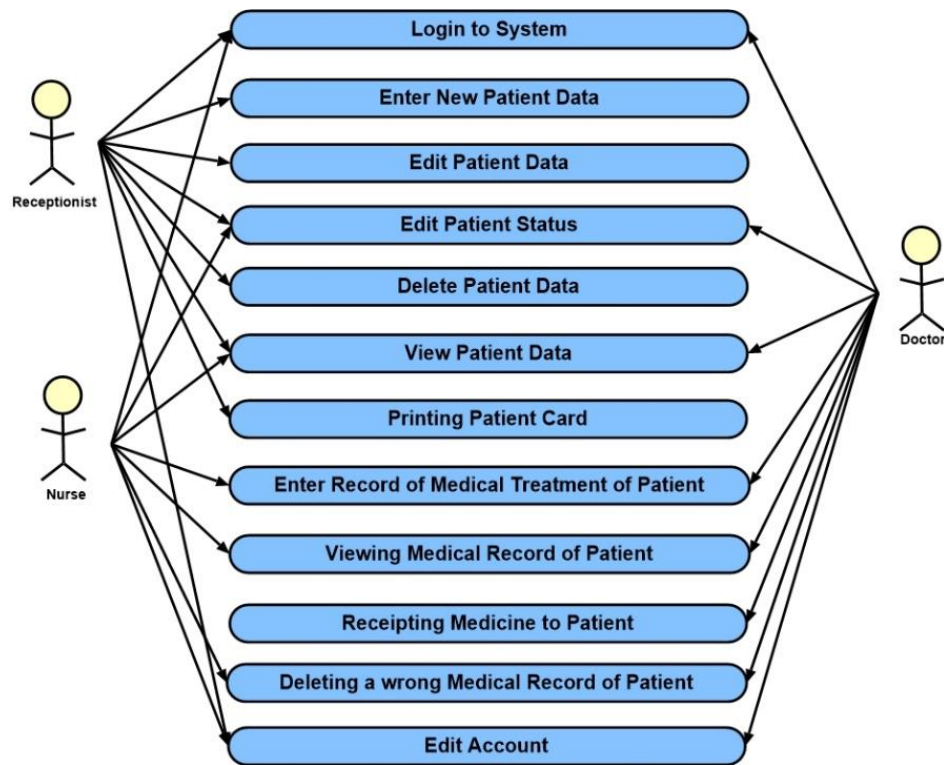 Login to System
Enter New Patient Data
Edit Patient Data
Receptionist
Edit Patient Status
Delete Patient Data
Doctor
View Patient Data
Printing Patient Card
Enter Record of Medical Treatment of Patient
Nurse
Viewing Medical Record of Patient
Receipting Medicine to Patient
Deleting a wrong Medical Record of Patient
Edit Account